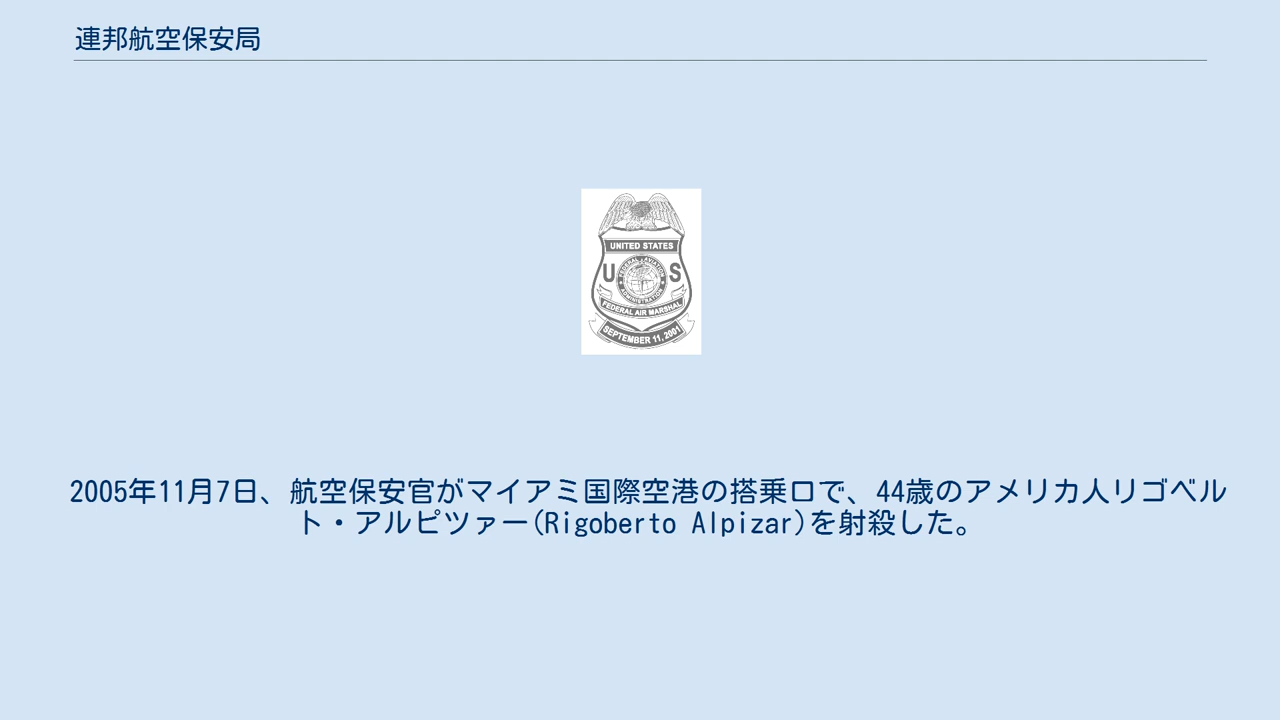 連邦航空保安局
UNITED STATES
U S
FEDERAL AVIATION
ADMINISTRATION
FEDERAL AIR MARSHAL
SEPTEMBER 11, 2001
2005年11月7日、航空保安官がマイアミ国際空港の搭乗口で、44歳のアメリカ人リゴベル
ト・アルピツァー(Rigoberto Alpizar)を射殺した。